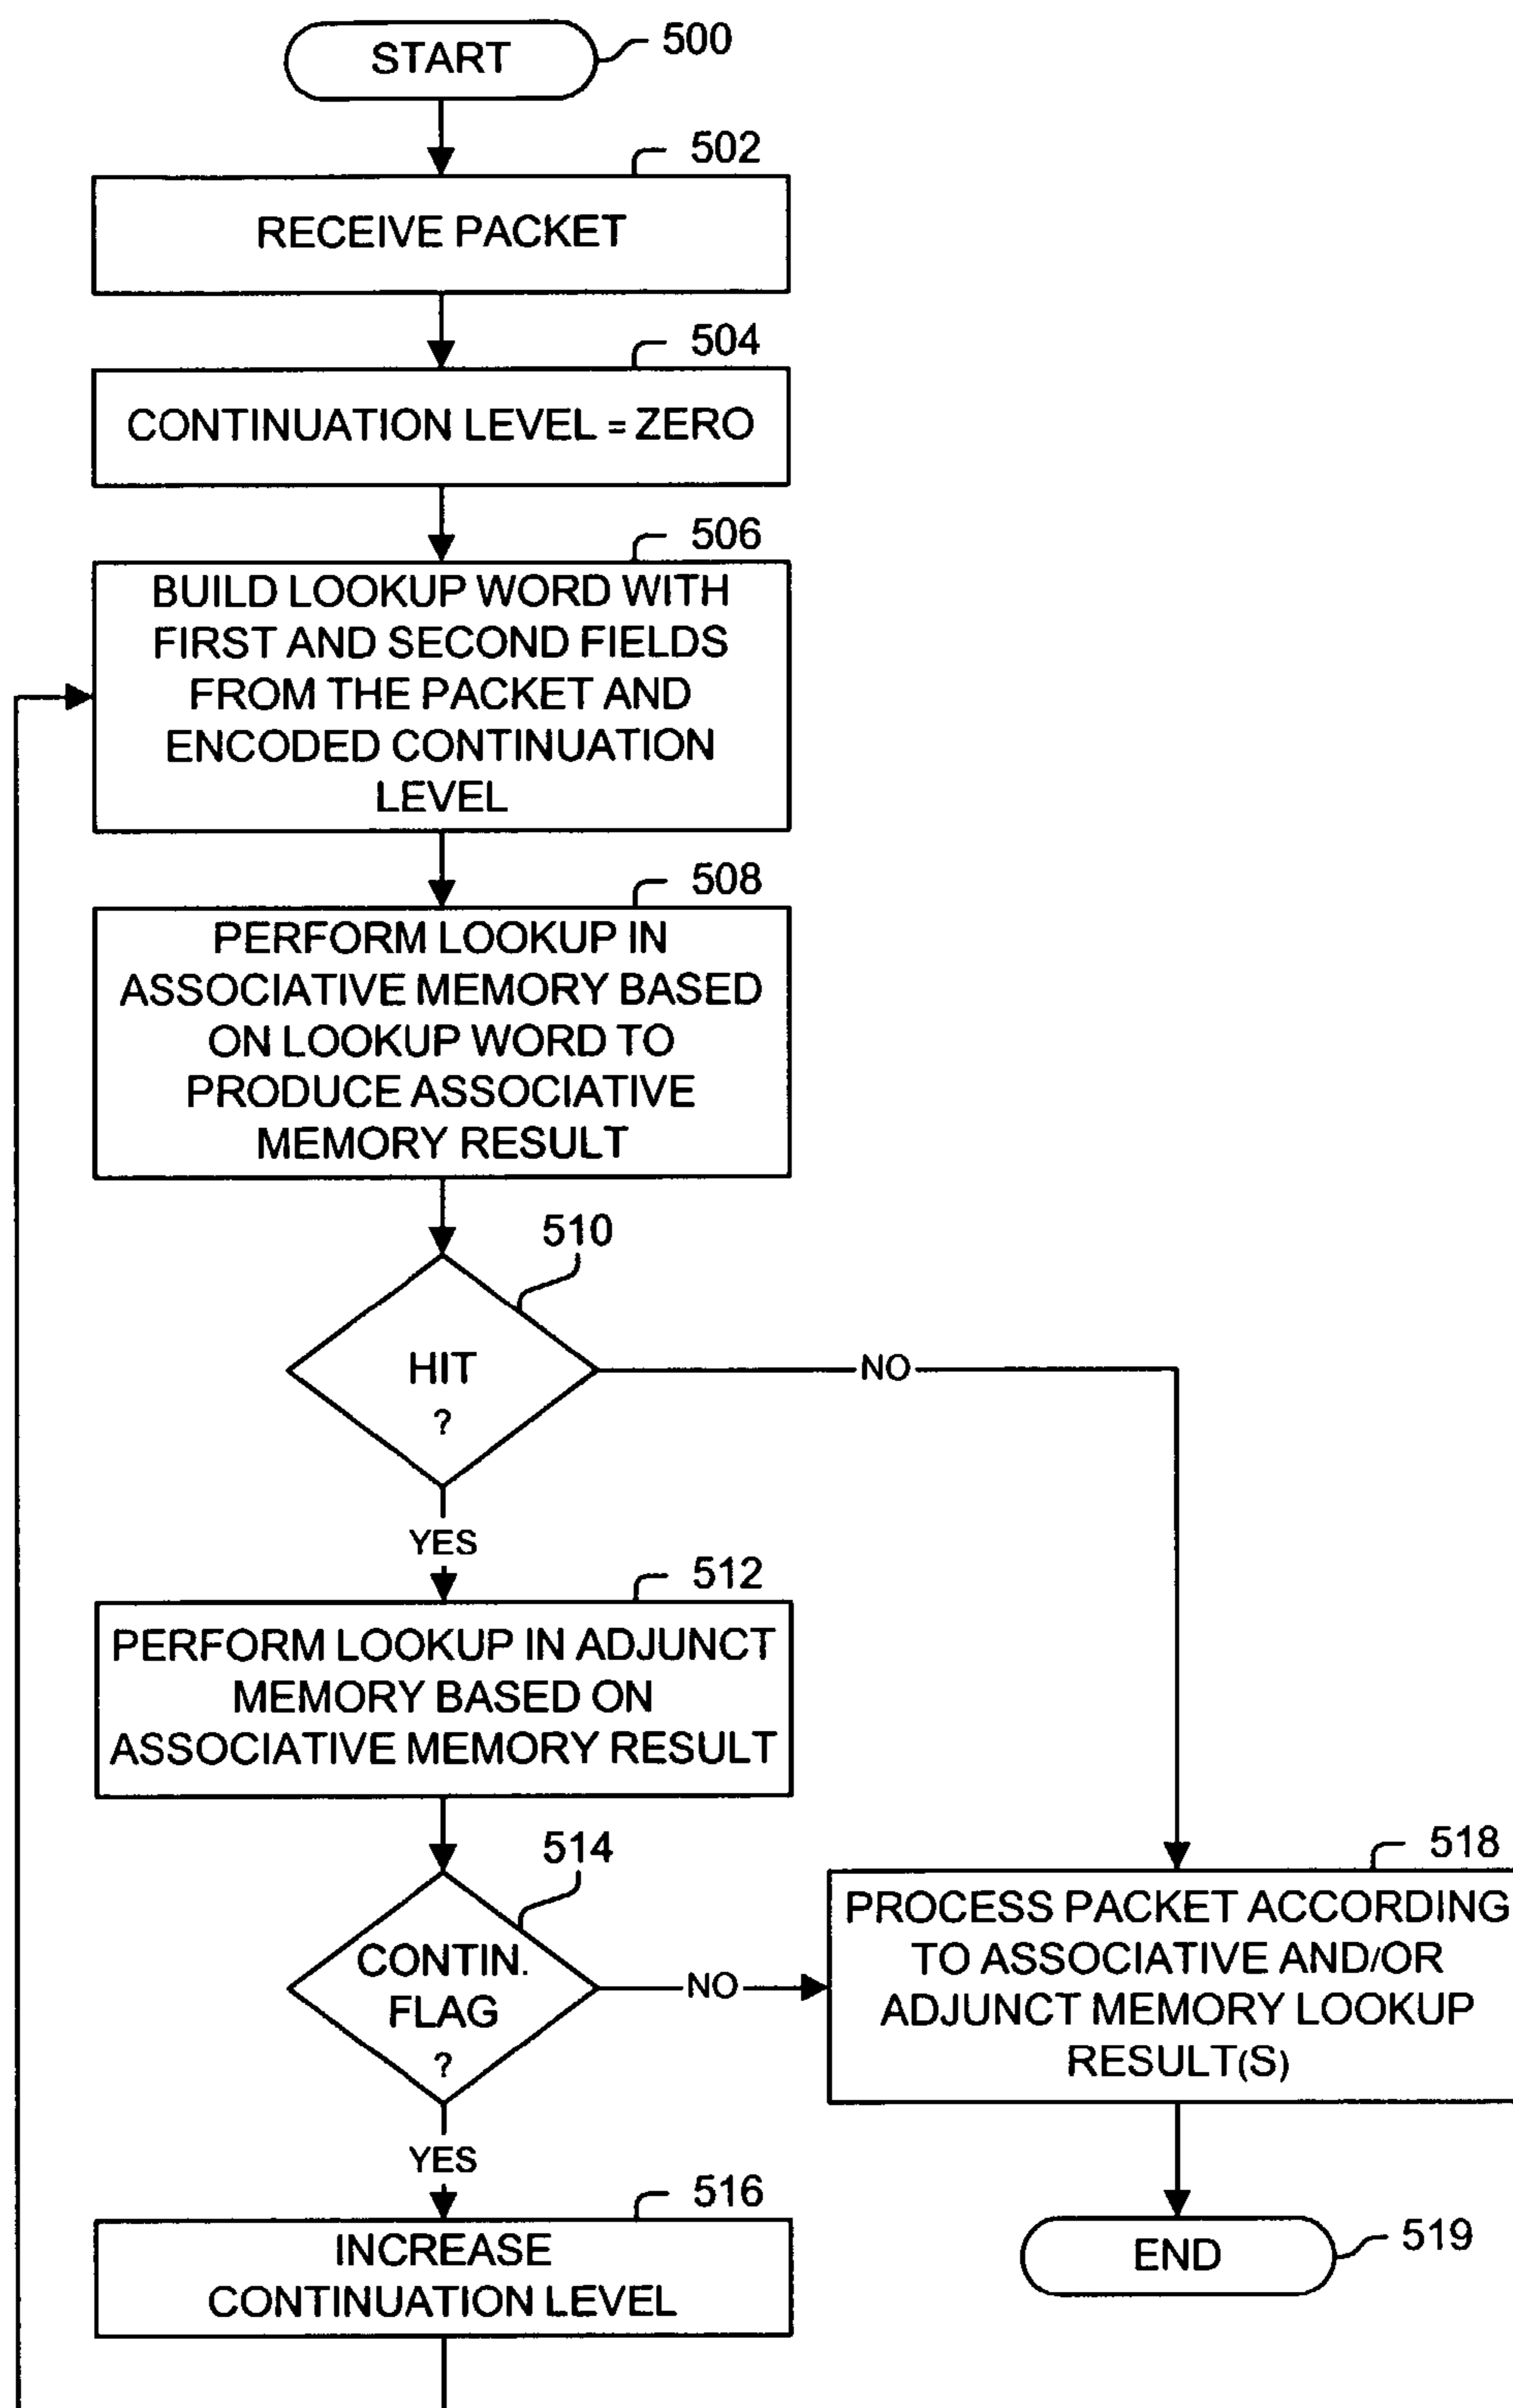 START
500
502
RECEIVE PACKET
504
CONTINUATION LEVEL = ZERO
506
BUILD LOOKUP WORD WITH
FIRST AND SECOND FIELDS
FROM THE PACKET AND
ENCODED CONTINUATION
LEVEL
508
PERFORM LOOKUP IN
ASSOCIATIVE MEMORY BASED
ON LOOKUP WORD TO
PRODUCE ASSOCIATIVE
MEMORY RESULT
510
HIT
?
NO
YES
512
PERFORM LOOKUP IN ADJUNCT
MEMORY BASED ON
ASSOCIATIVE MEMORY RESULT
514
CONTIN.
FLAG
?
NO
518
PROCESS PACKET ACCORDING
TO ASSOCIATIVE AND/OR
ADJUNCT MEMORY LOOKUP
RESULT(S)
YES
516
INCREASE
CONTINUATION LEVEL
END
519